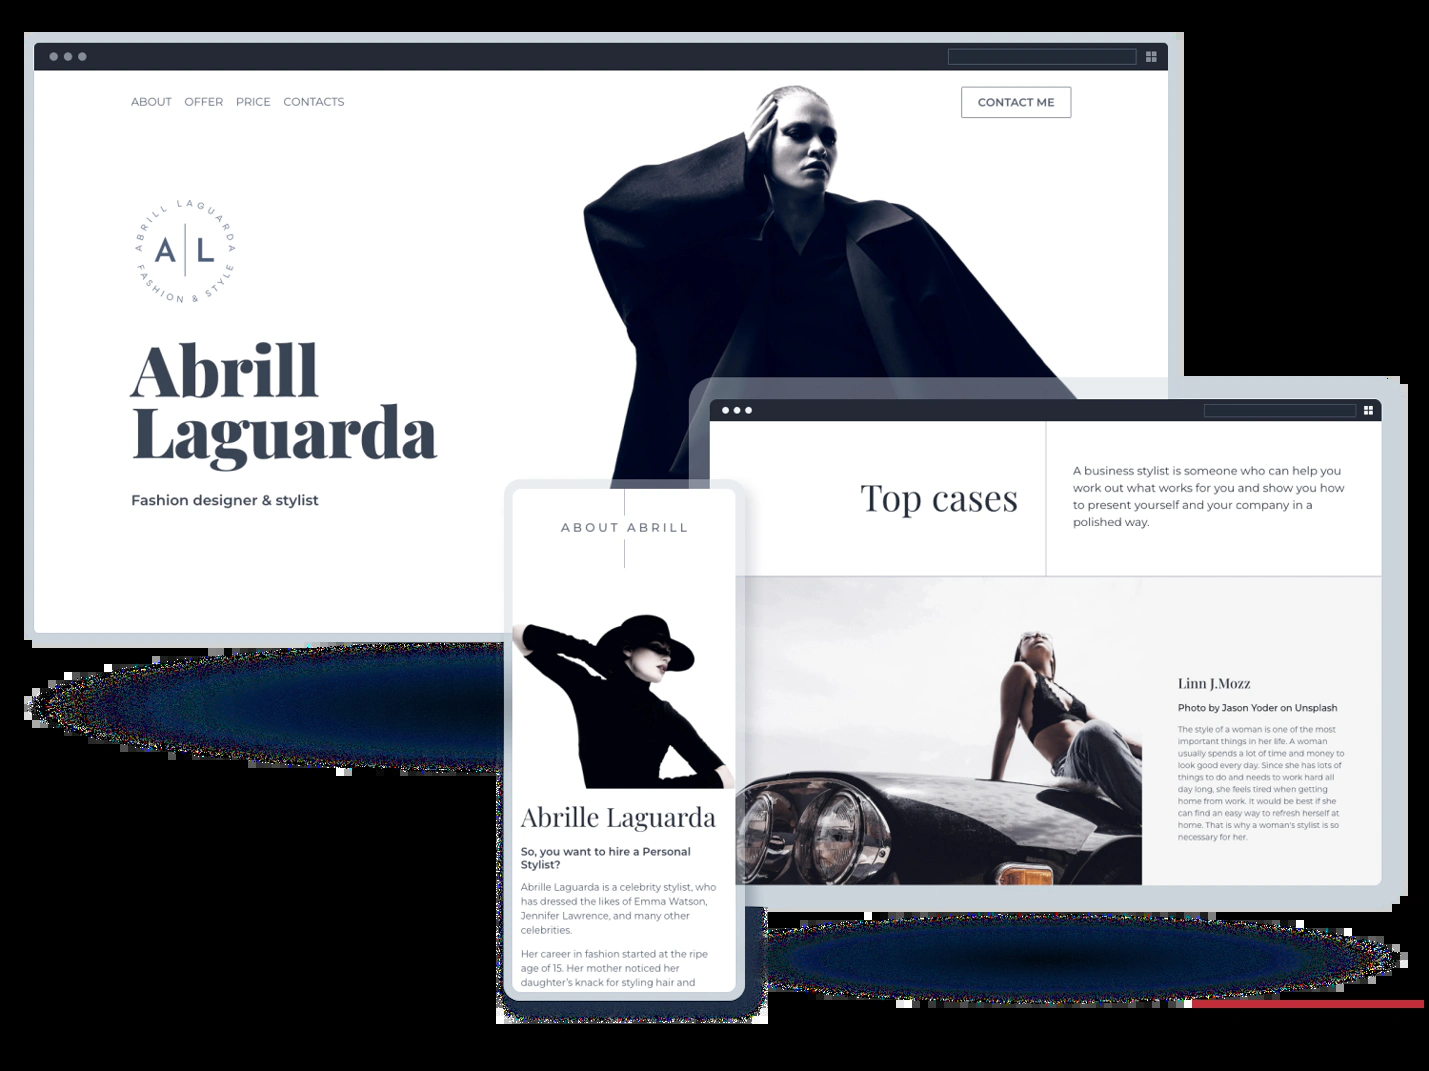 ABOUT OFFER PRICE CONTACTS
CONTACT ME
ABRILL LAGUARDA
A | L
FASHION & STYLE
Abrill
Laguarda
Fashion designer & stylist
Top cases
A business stylist is someone who can help you
work out what works for you and show you how
to present yourself and your company in a
polished way.
Linn J.Mozz
Photo by Jason Yoder on Unsplash
The style of a woman is one of the most
important things in her life. A woman
usually spends a lot of time and money to
look good every day. Since she has lots of
things to do and needs to work hard all
day long, she feels tired when getting
home from work. It would be best if she
can find an easy way to refresh herself at
home. That is why a woman's stylist is so
necessary for her.
ABOUT ABRILL
Abrille Laguarda
So, you want to hire a Personal
Stylist?
Abrille Laguarda is a celebrity stylist, who
has dressed the likes of Emma Watson,
Jennifer Lawrence, and many other
celebrities.
Her career in fashion started at the ripe
age of 15. Her mother noticed her
daughter's knack for styling hair and